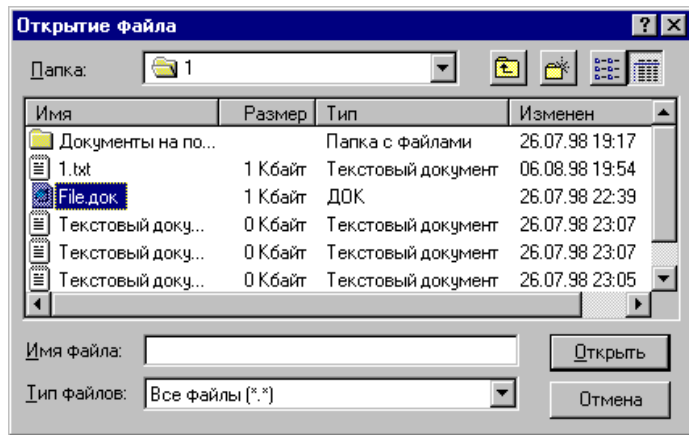 Открытие файла
Папка: 1
Имя Размер Тип Изменен
Документы на по... Папка с файлами 26.07.98 19:17
1.txt 1 Кбайт Текстовый документ 06.08.98 19:54
File.док 1 Кбайт ДОК 26.07.98 22:39
Текстовый доку... 0 Кбайт Текстовый документ 26.07.98 23:07
Текстовый доку... 0 Кбайт Текстовый документ 26.07.98 23:07
Текстовый доку... 0 Кбайт Текстовый документ 26.07.98 23:05
Имя файла: Открыть
Тип файлов: Все файлы (*.*) Отмена